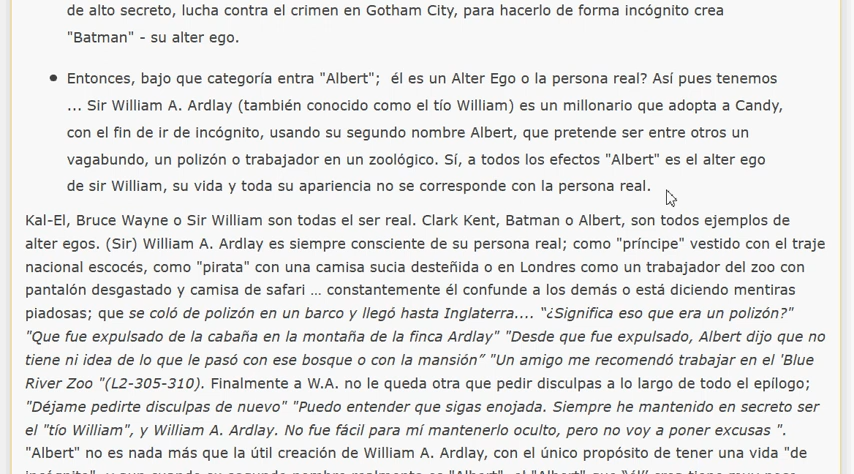 de alto secreto, lucha contra el crimen en Gotham City, para hacerlo de forma incógnito crea
"Batman" - su alter ego.
Entonces, bajo que categoría entra "Albert";  él es un Alter Ego o la persona real? Así pues tenemos
... Sir William A. Ardlay (también conocido como el tío William) es un millonario que adopta a Candy,
con el fin de ir de incógnito, usando su segundo nombre Albert, que pretende ser entre otros un
vagabundo, un polizón o trabajador en un zoológico. Sí, a todos los efectos "Albert" es el alter ego
de sir William, su vida y toda su apariencia no se corresponde con la persona real.
Kal-El, Bruce Wayne o Sir William son todas el ser real. Clark Kent, Batman o Albert, son todos ejemplos de
alter egos. (Sir) William A. Ardlay es siempre consciente de su persona real; como "príncipe" vestido con el traje
nacional escocés, como "pirata" con una camisa sucia desteñida o en Londres como un trabajador del zoo con
pantalón desgastado y camisa de safari … constantemente él confunde a los demás o está diciendo mentiras
piadosas; que se coló de polizón en un barco y llegó hasta Inglaterra.... "¿Significa eso que era un polizón?"
"Que fue expulsado de la cabaña en la montaña de la finca Ardlay" "Desde que fue expulsado, Albert dijo que no
tiene ni idea de lo que le pasó con ese bosque o con la mansión” "Un amigo me recomendó trabajar en el 'Blue
River Zoo "(L2-305-310). Finalmente a W.A. no le queda otra que pedir disculpas a lo largo de todo el epílogo;
"Déjame pedirte disculpas de nuevo" "Puedo entender que sigas enojada. Siempre he mantenido en secreto ser
el "tío William", y William A. Ardlay. No fue fácil para mí mantenerlo oculto, pero no voy a poner excusas ".
"Albert" no es nada más que la útil creación de William A. Ardlay, con el único propósito de tener una vida "de